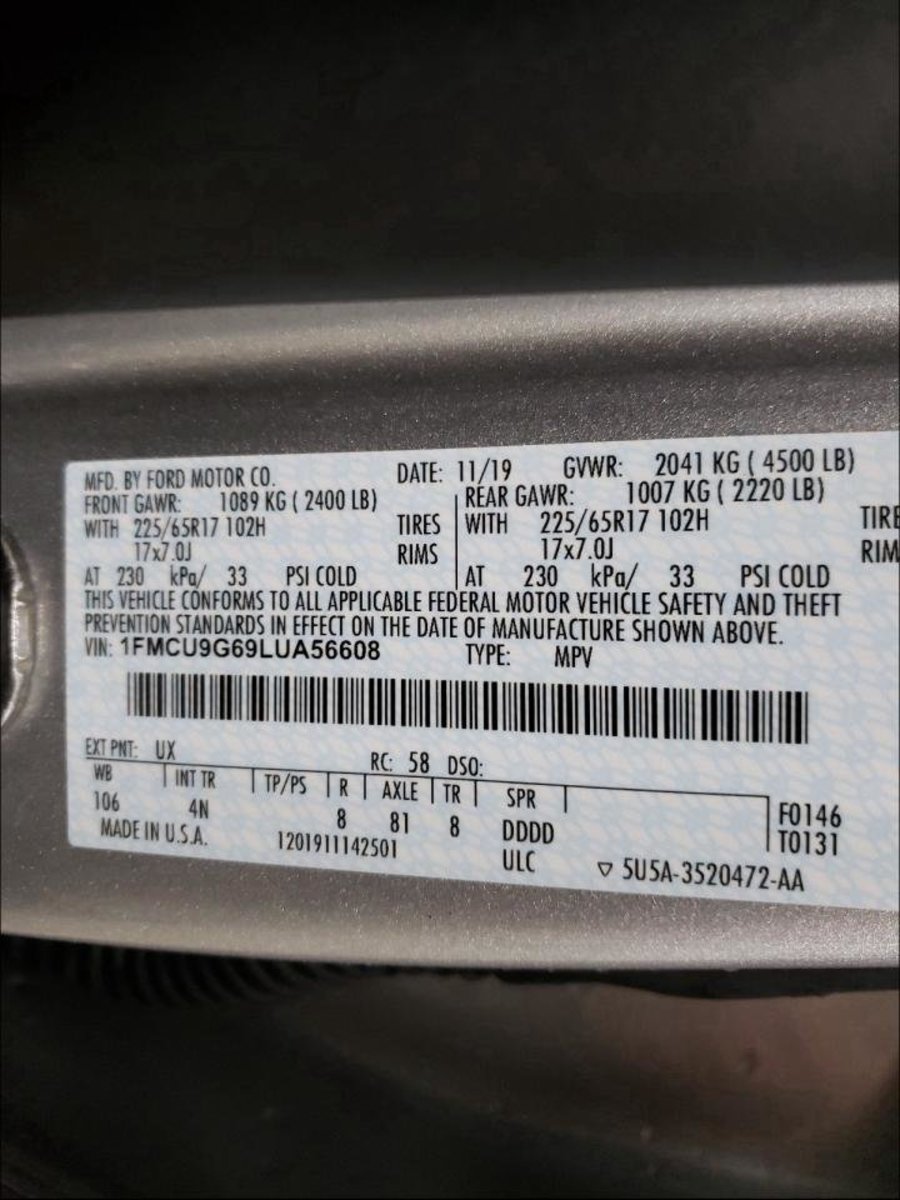 MFD. BY FORD MOTOR CO. DATE: 11/19 GVWR: 2041 KG ( 4500 LB)
FRONT GAWR: 1089 KG ( 2400 LB) REAR GAWR: 1007 KG ( 2220 LB)
WITH 225/65R17 102H TIRES WITH 225/65R17 102H TIRE
17x7.0J RIMS 17x7.0J RIM
AT 230 kPa/ 33 PSI COLD AT 230 kPa/ 33 PSI COLD
THIS VEHICLE CONFORMS TO ALL APPLICABLE FEDERAL MOTOR VEHICLE SAFETY AND THEFT
PREVENTION STANDARDS IN EFFECT ON THE DATE OF MANUFACTURE SHOWN ABOVE.
VIN: 1FMCU9G69LUA56608 TYPE: MPV
EXT PNT: UX RC: 58 DSO:
WB INT TR TP/PS R AXLE TR SPR
106 4N 8 81 8 DDDD F0146
MADE IN U.S.A. 1201911142501 ULC T0131
▽ 5U5A-3520472-AA